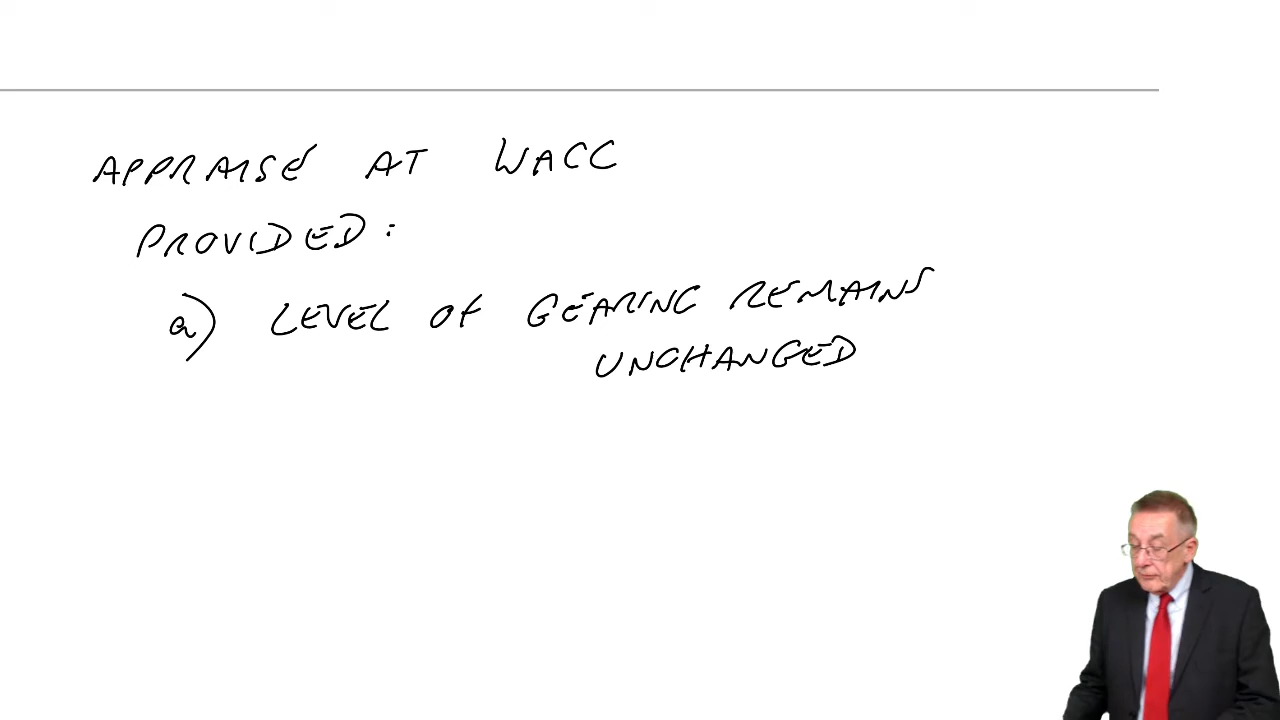 APPRAISE AT WACC
PROVIDED:
a) LEVEL OF GEARING REMAINS
UNCHANGED